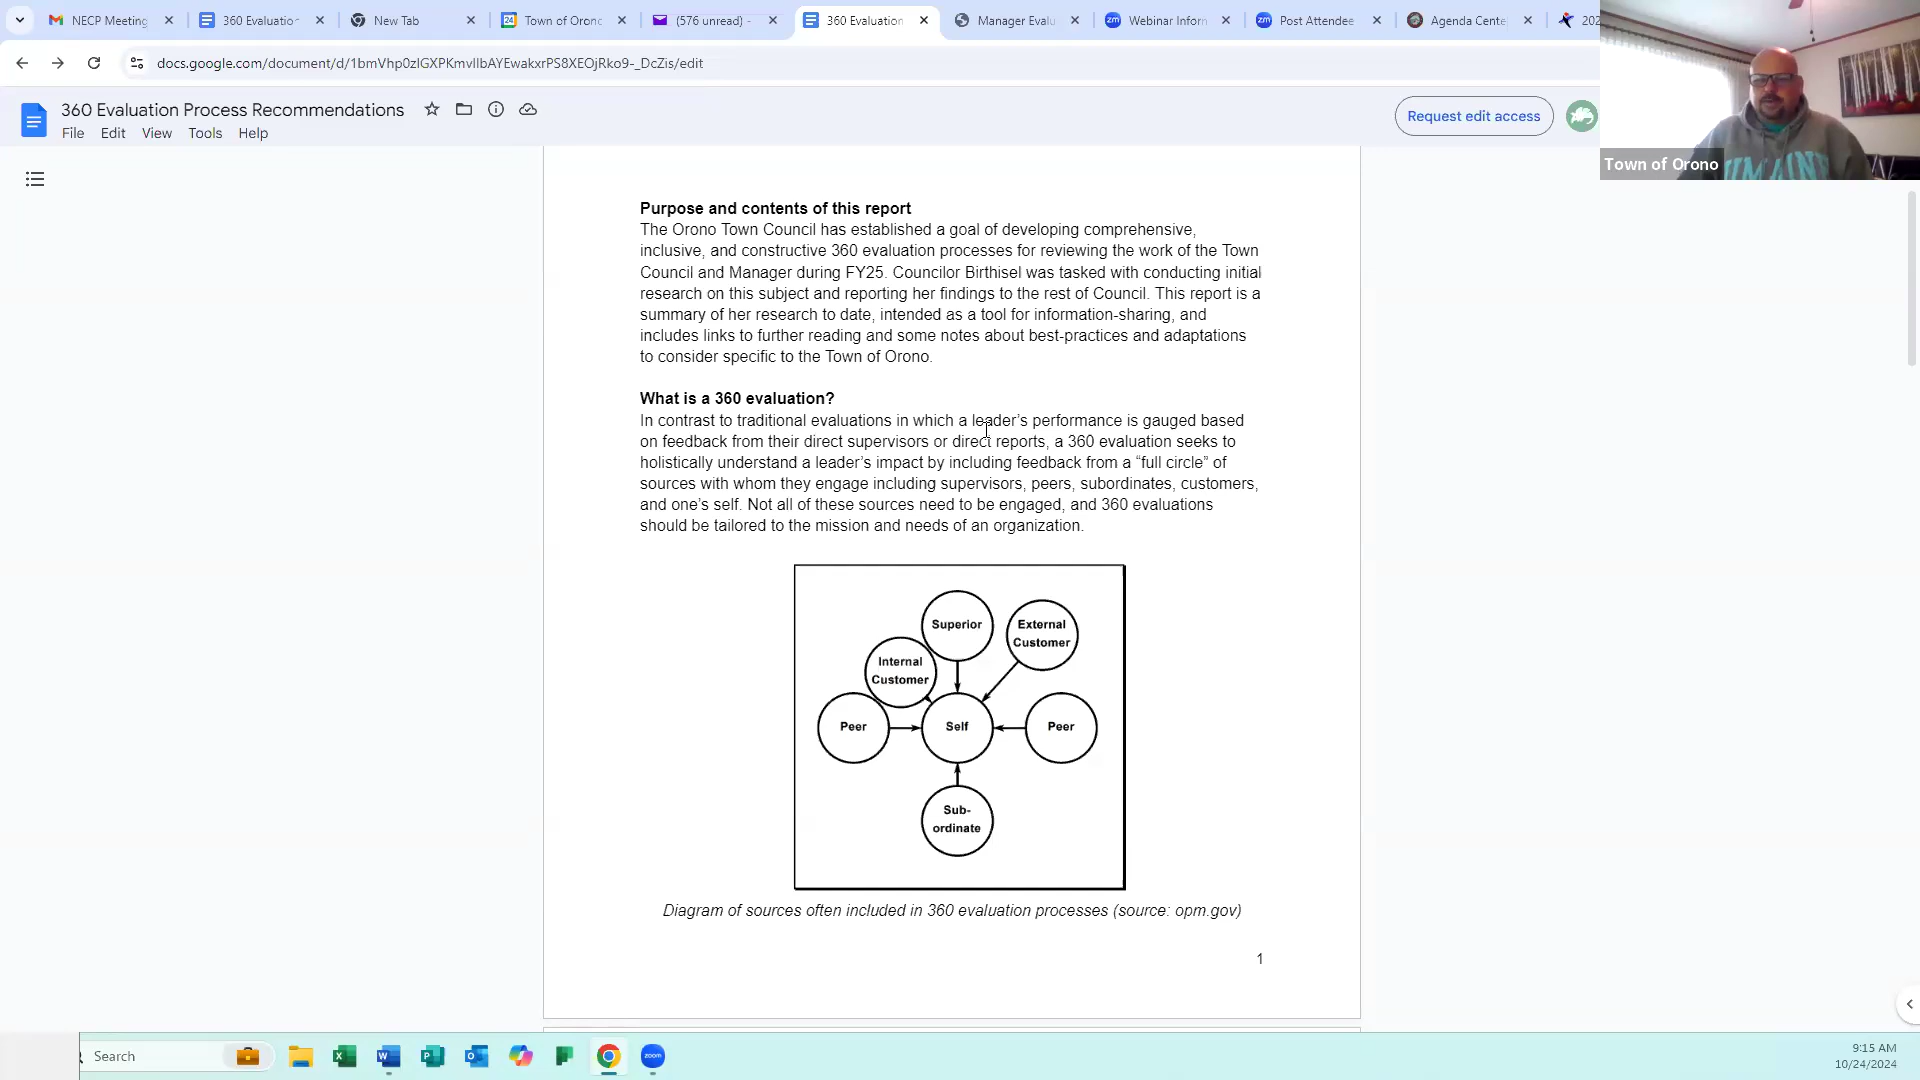 NECP Meeting
360 Evaluation
New Tab
Town of Orono
(576 unread) -
360 Evaluation
Manager Evalu
Webinar Inforn
Post Attendee
Agenda Cente
202
docs.google.com/document/d/1bmVhp0zlGXPKmvIlbAYEwakxrPS8XEOjRko9-_DcZis/edit
360 Evaluation Process Recommendations
File Edit View Tools Help
Request edit access
Town of Orono
UMAINE
Purpose and contents of this report
The Orono Town Council has established a goal of developing comprehensive,
inclusive, and constructive 360 evaluation processes for reviewing the work of the Town
Council and Manager during FY25. Councilor Birthisel was tasked with conducting initial
research on this subject and reporting her findings to the rest of Council. This report is a
summary of her research to date, intended as a tool for information-sharing, and
includes links to further reading and some notes about best-practices and adaptations
to consider specific to the Town of Orono.
What is a 360 evaluation?
In contrast to traditional evaluations in which a leader’s performance is gauged based
on feedback from their direct supervisors or direct reports, a 360 evaluation seeks to
holistically understand a leader’s impact by including feedback from a “full circle” of
sources with whom they engage including supervisors, peers, subordinates, customers,
and one’s self. Not all of these sources need to be engaged, and 360 evaluations
should be tailored to the mission and needs of an organization.
Superior
External
Customer
Internal
Customer
Peer
Self
Peer
Sub-
ordinate
Diagram of sources often included in 360 evaluation processes (source: opm.gov)
1
Search
zoom
9:15 AM
10/24/2024